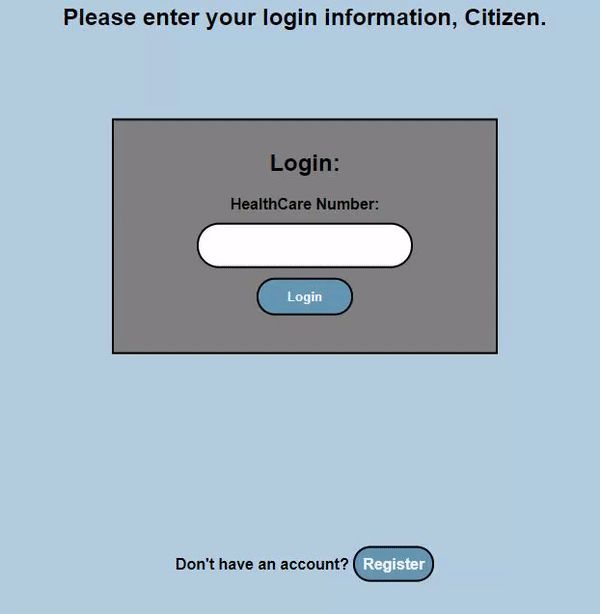 Please enter your login information, Citizen.
Login:
HealthCare Number:
Login
Don't have an account? Register